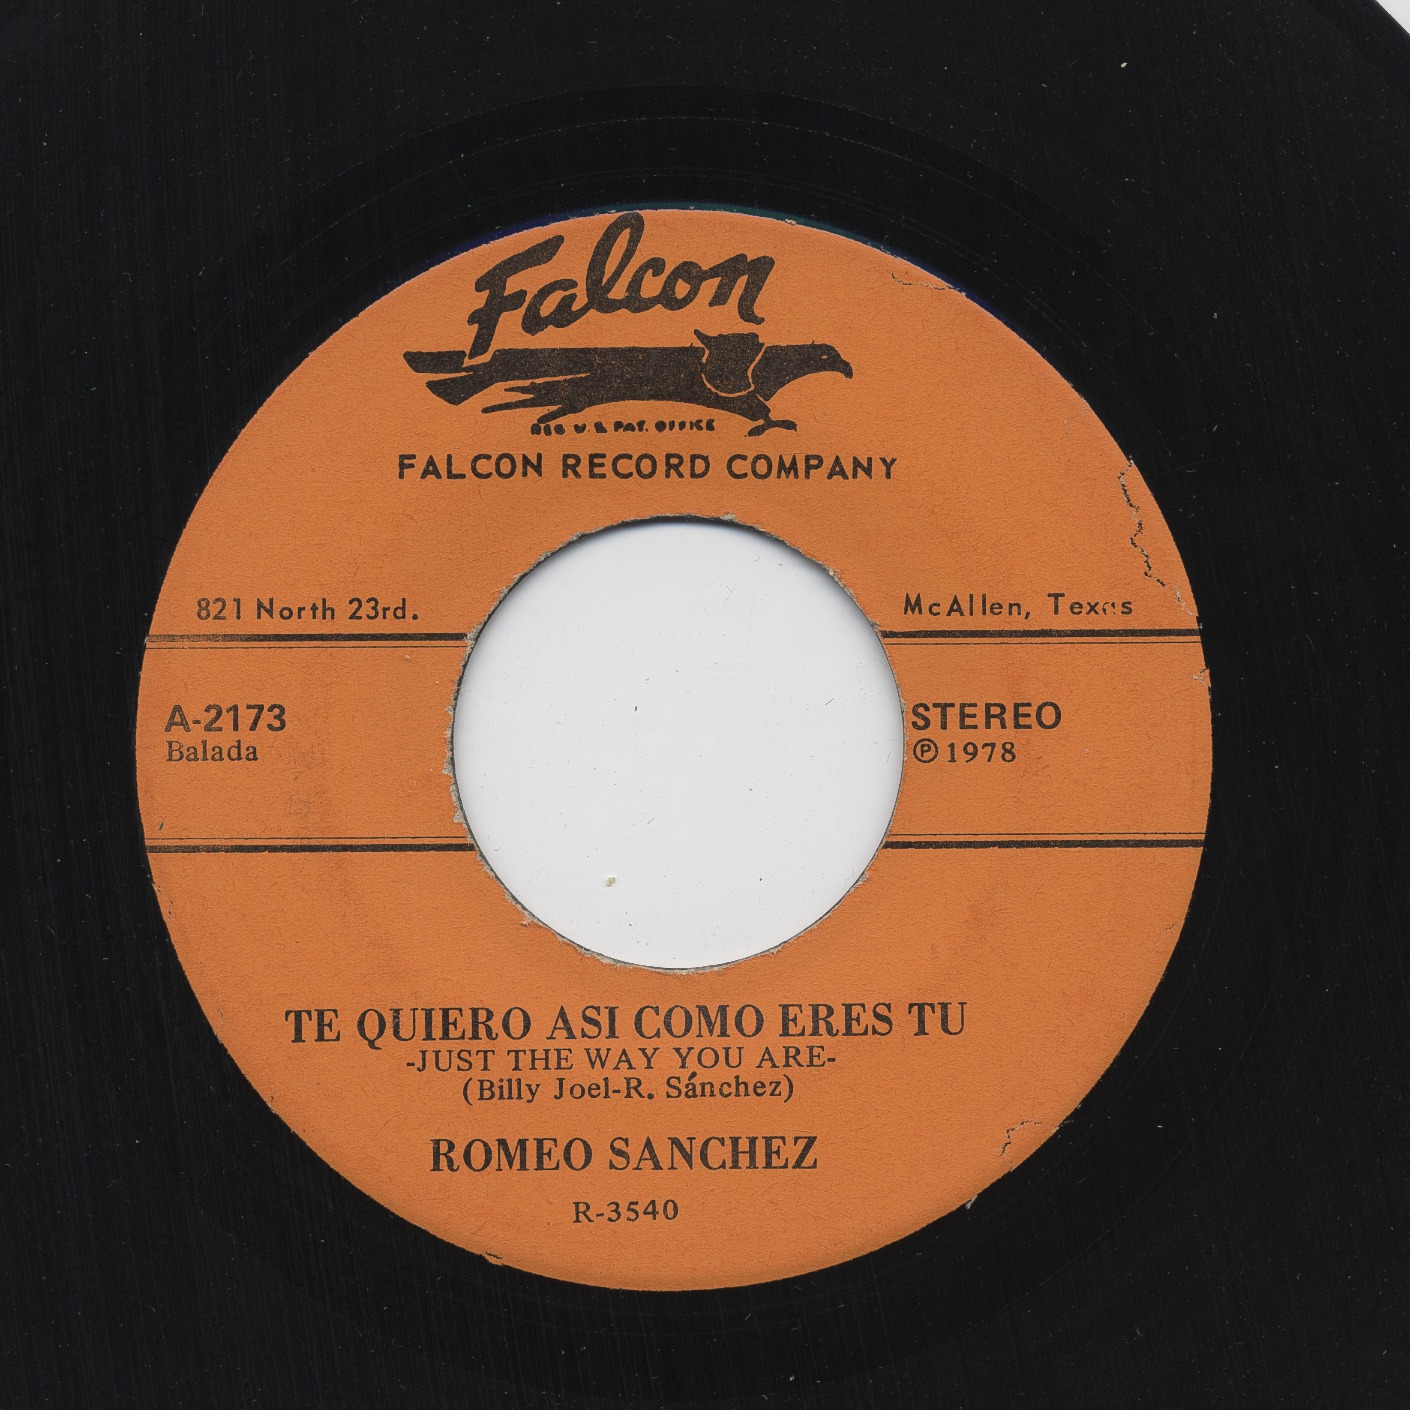 Falcon
REG U.S. PAT. OFFICE
FALCON RECORD COMPANY
821 North 23rd.
McAllen, Texas
A-2173
Balada
STEREO
℗ 1978
TE QUIERO ASI COMO ERES TU
-JUST THE WAY YOU ARE-
(Billy Joel-R. Sánchez)
ROMEO SANCHEZ
R-3540